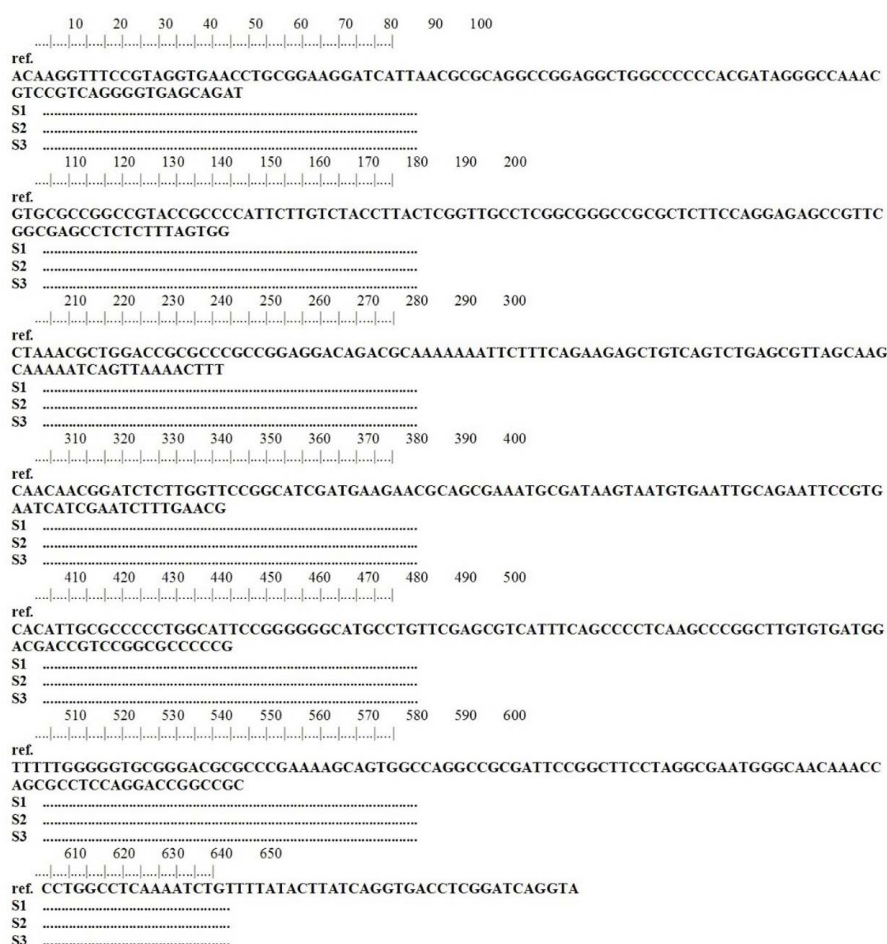 10 20 30 40 50 60 70 80 90 100
....|....|....|....|....|....|....|....|....|....|....|....|....|....|....|....|....|....|....|....|
ref.
ACAAGGTTTCCGTAGGTGAACCTGCGGAAGGATCATTAACGCGCAGGCCGGAGGCTGGCCCCCCACGATAGGGCCAAAC
GTCCGTCAGGGGTGAGCAGAT
S1 ....................................................................................................
S2 ....................................................................................................
S3 ....................................................................................................
110 120 130 140 150 160 170 180 190 200
....|....|....|....|....|....|....|....|....|....|....|....|....|....|....|....|....|....|....|....|
ref.
GTGCGCCGGCCGTACCGCCCCATTCTTGTCTACCTTACTCGGTTGCCTCGGCGGGCCGCGCTCTTCCAGGAGAGCCGTTC
GGCGAGCCTCTCTTTAGTGG
S1 ....................................................................................................
S2 ....................................................................................................
S3 ....................................................................................................
210 220 230 240 250 260 270 280 290 300
....|....|....|....|....|....|....|....|....|....|....|....|....|....|....|....|....|....|....|....|
ref.
CTAAACGCTGGACCGCGCCCGCCGGAGGACAGACGCAAAAAAATTCTTTCAGAAGAGCTGTCAGTCTGAGCGTTAGCAAG
CAAAAATCAGTTAAAACTTT
S1 ....................................................................................................
S2 ....................................................................................................
S3 ....................................................................................................
310 320 330 340 350 360 370 380 390 400
....|....|....|....|....|....|....|....|....|....|....|....|....|....|....|....|....|....|....|....|
ref.
CAACAACGGATCTCTTGGTTCCGGCATCGATGAAGAACGCAGCGAAATGCGATAAGTAATGTGAATTGCAGAATTCCGTG
AATCATCGAATCTTTGAACG
S1 ....................................................................................................
S2 ....................................................................................................
S3 ....................................................................................................
410 420 430 440 450 460 470 480 490 500
....|....|....|....|....|....|....|....|....|....|....|....|....|....|....|....|....|....|....|....|
ref.
CACATTGCGCCCCCTGGCATTCCGGGGGGCATGCCTGTTCGAGCGTCATTTCAGCCCCTCAAGCCCGGCTTGTGTGATGG
ACGACCGTCCGGCGCCCCCG
S1 ....................................................................................................
S2 ....................................................................................................
S3 ....................................................................................................
510 520 530 540 550 560 570 580 590 600
....|....|....|....|....|....|....|....|....|....|....|....|....|....|....|....|....|....|....|....|
ref.
TTTTTGGGGGTGCGGGACGCGCCCGAAAAGCAGTGGCCAGGCCGCGATTCCGGCTTCCTAGGCGAATGGGCAACAAACC
AGCGCCTCCAGGACCGGCCGC
S1 ....................................................................................................
S2 ....................................................................................................
S3 ....................................................................................................
610 620 630 640 650
....|....|....|....|....|....|....|....|....|....|
ref. CCTGGCCTCAAAATCTGTTTTATACTTATCAGGTGACCTCGGATCAGGTA
S1 ..................................................
S2 ..................................................
S3 ..................................................